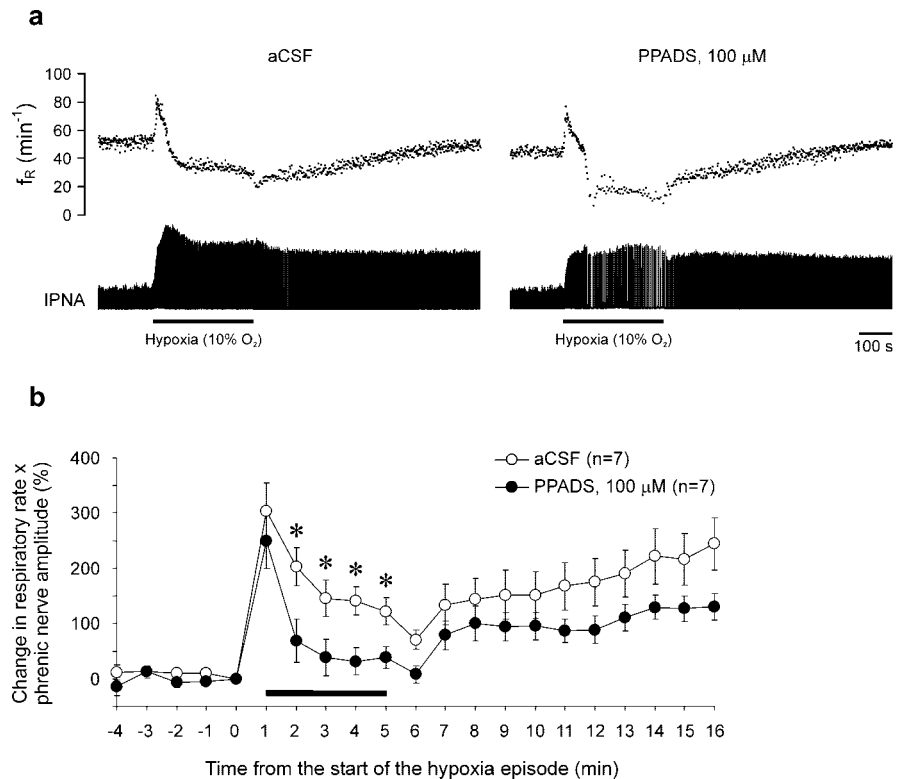 a
aCSF
PPADS, 100 µM
100
80
60
40
20
0
fR (min⁻¹)
IPNA
Hypoxia (10% O₂)
Hypoxia (10% O₂)
100 s
b
400
300
200
100
0
Change in respiratory rate x
phrenic nerve amplitude (%)
aCSF (n=7)
PPADS, 100 µM (n=7)
* * * *
-4 -3 -2 -1 0 1 2 3 4 5 6 7 8 9 10 11 12 13 14 15 16
Time from the start of the hypoxia episode (min)